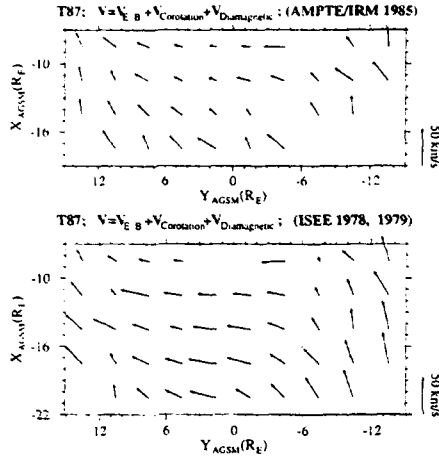 T87; V=V_E B +V_Corotation +V_Diamagnetic ; (AMPTE/IRM 1985)
X_AGSM(R_E)
-10
-16
12 6 0 -6 -12
Y_AGSM(R_E)
50 km/s
T87; V=V_E B +V_Corotation +V_Diamagnetic ; (ISEE 1978, 1979)
X_AGSM(R_E)
-10
-16
-22
12 6 0 -6 -12
Y_AGSM(R_E)
50 km/s